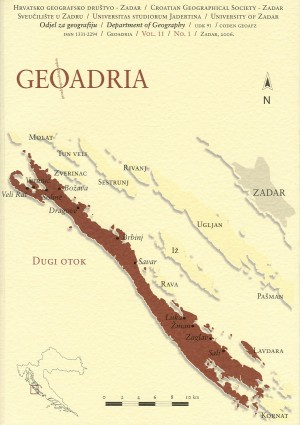 Hrvatsko geografsko društvo - Zadar / Croatian Geographical Society - Zadar
Sveučilište u Zadru / Universitas studiorum Jadertina / University of Zadar
Odjel za geografiju / Department of Geography / UDK 91 / CODEN GEOAF2
ISSN 1331-2294 / Geoadria / Vol. 11 / No. 1 / Zadar, 2006.
GEOADRIA
N
Molat
Tun veli
Zverinac
Rivanj
Sestrunj
Veli Rat
Božava
Soline
Dragove
ZADAR
Ugljan
Brbinj
Iž
Dugi otok
Savar
Rava
Pašman
Luka
Žman
Zaglav
Sali
Lavdara
Kornat
0 2 4 6 8 10 km